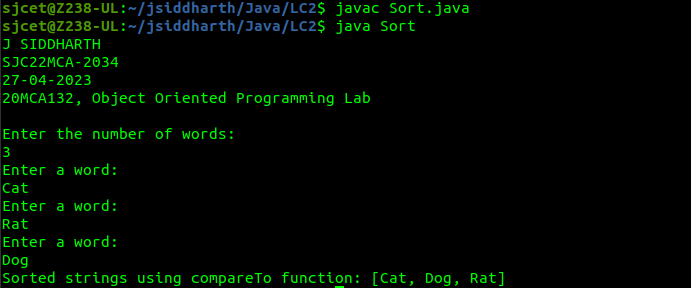 sjcet@Z238-UL:~/jsiddharth/Java/LC2$ javac Sort.java
sjcet@Z238-UL:~/jsiddharth/Java/LC2$ java Sort
J SIDDHARTH
SJC22MCA-2034
27-04-2023
20MCA132, Object Oriented Programming Lab
Enter the number of words:
3
Enter a word:
Cat
Enter a word:
Rat
Enter a word:
Dog
Sorted strings using compareTo function: [Cat, Dog, Rat]